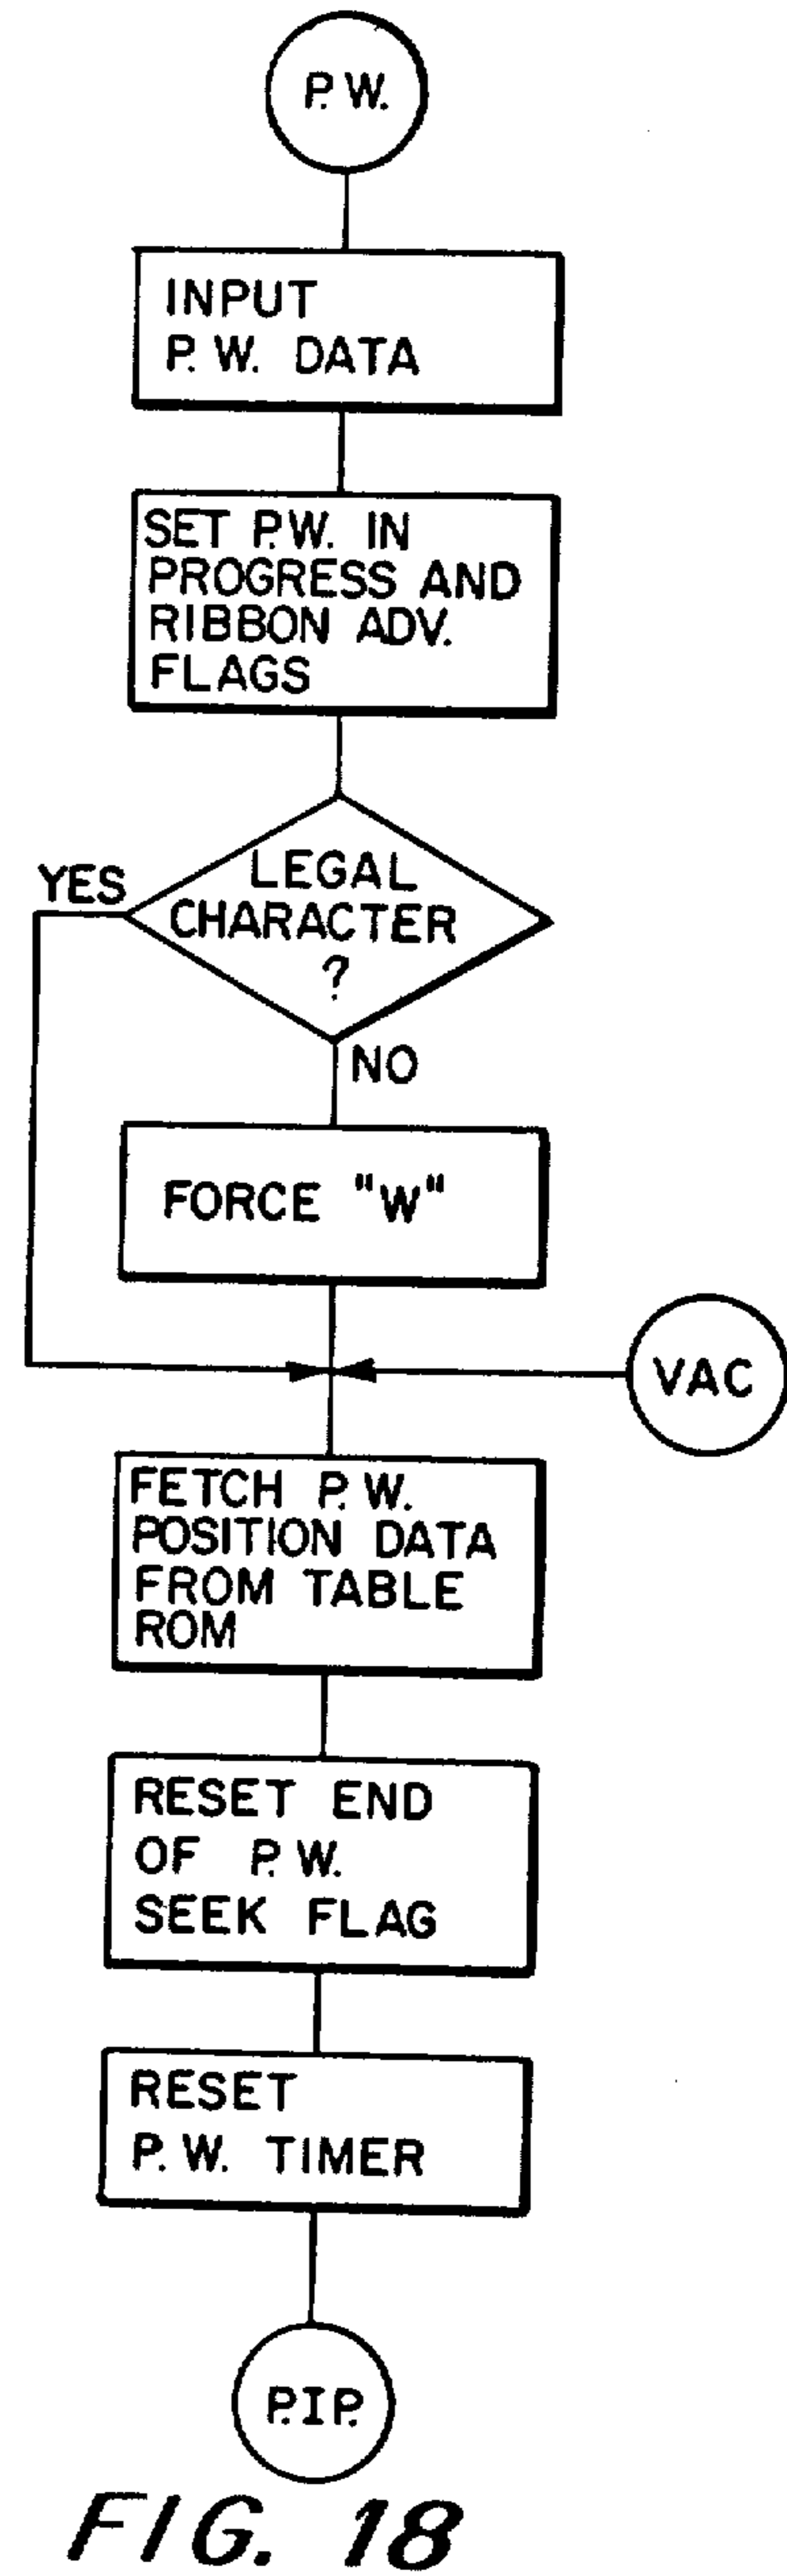 P.W.
INPUT
P.W. DATA
SET P.W. IN
PROGRESS AND
RIBBON ADV.
FLAGS
YES
LEGAL
CHARACTER
?
NO
FORCE "W"
VAC
FETCH P.W.
POSITION DATA
FROM TABLE
ROM
RESET END
OF P.W.
SEEK FLAG
RESET
P.W. TIMER
P.I.P.
FIG. 18